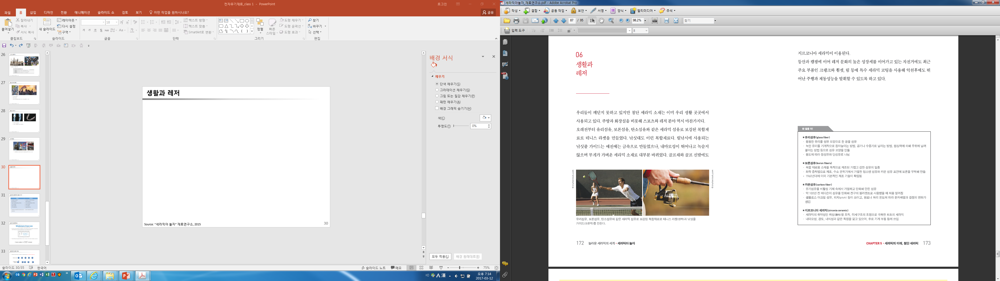 전자무기재료_class 1 - PowerPoint
로그인
파일 홈 삽입 디자인 전환 애니메이션 슬라이드 쇼 검토 보기 어떤 작업을 원하시나요?
공유
붙여넣기
잘라내기
복사
서식 복사
클립보드
새 슬라이드
레이아웃
다시 설정
구역
슬라이드
18
가 가 가 S abc 간 Aa 가
글꼴
텍스트 방향
텍스트 맞춤
SmartArt로 변환
단락
정렬
빠른 스타일
도형 채우기
도형 윤곽선
도형 효과
그리기
찾기
바꾸기
선택
편집
26
27
28
29
30
31
32
Wiedemann-Franz Law
33
생활과 레저
Source: “세라믹아 놀자” 재료연구소, 2015
30
배경 서식
채우기
단색 채우기(S)
그라데이션 채우기(G)
그림 또는 질감 채우기(P)
패턴 채우기(A)
배경 그래픽 숨기기(H)
색(C)
투명도(T)
0%
모두 적용(L)
배경 원래대로(B)
슬라이드 30/35
한국어
슬라이드 노트
메모
75%
KO
A 漢
오후 7:14
2017-03-12
세라믹아놀자_재료연구소.pdf - Adobe Acrobat Pro
작성 결합 공동 작업 보안 서명 양식 멀티미디어 주석
87 / 95
98.2%
찾기
입력 도구
8
06
생활과
레저
우리들이 깨닫지 못하고 있지만 첨단 세라믹 소재는 이미 우리 생활 곳곳에서
사용되고 있다. 주방과 화장실을 비롯해 스포츠와 레저 분야 역시 마찬가지다.
오래전부터 유리섬유, 보론섬유, 탄소섬유와 같은 세라믹 섬유로 보강된 복합재
료로 테니스 라켓을 만들었다. 낚싯대도 이런 복합재료다. 릴낚시에 사용되는
낚싯줄 가이드는 예전에는 금속으로 만들었으나, 내마모성이 뛰어나고 녹슬지
않으며 무게가 가벼운 세라믹 소재로 대부분 바뀌었다. 골프채와 골프 신발에도
©shutterstock_com
©shutterstock_com
유리섬유, 보론섬유, 탄소섬유와 같은 세라믹 섬유로 보강된 복합재료로 테니스 라켓(왼쪽)과 낚싯줄
가이드(오른쪽)를 만든다.
172 놀라운 세라믹의 세계 • 세라믹아 놀자
지르코니아 세라믹이 이용된다.
등산과 캠핑에 이어 레저 문화의 높은 성장세를 이어가고 있는 자전거에도 최근
주요 부품인 크랭크와 휠셋, 림 등에 특수 세라믹 코팅을 사용해 악천후에도 뛰
어난 주행과 제동성능을 발휘할 수 있도록 하고 있다.
한 걸음 더!
■ 유리섬유(glass fiber)
· 용융한 유리를 섬유 모양으로 한 광물 섬유
· 녹인 유리를 기계적으로 잡아늘이는 방법, 공기나 수증기로 날리는 방법, 원심력에 의해 주위에 날려
붙이는 방법 등으로 섬유 모양을 만듦
· 용도에 따라 장섬유와 단섬유로 나뉨
■ 보론섬유(boron fibers)
· 복합 재료용 소재를 목적으로 제조된 가볍고 강한 섬유의 일종
· 화학 증착법으로 제조, 수소 분위기에서 가열한 텅스텐 섬유와 카본 섬유 표면에 보론을 부착해 만듦
· 1960년대에 이미 기본적인 제조 기술이 확립됨
■ 카본섬유(carbon fiber)
· 유기섬유를 비활성 기체 속에서 가열하고 탄화해 만든 섬유
· 약 100년 전 에디슨이 섬유를 탄화해 전구의 필라멘트로 사용했을 때 처음 알려짐
· 셀룰로스 아크릴 섬유, 피치(pitch) 등이 쓰이고, 원료나 처리 온도에 따라 분자배열과 결정의 변화가
생김
■ 지르코니아 세라믹(zirconia ceramic)
· 세라믹의 취약성인 취성(脆性)을 조직, 미세구조의 조정으로 극복한 최초의 세라믹
· 내마모성, 경도, 내식성과 같은 특징을 갖고 있으며, 주로 기계 부품 등에 쓰임
CHAPTER 5 • 세라믹의 미래, 첨단 세라믹 173